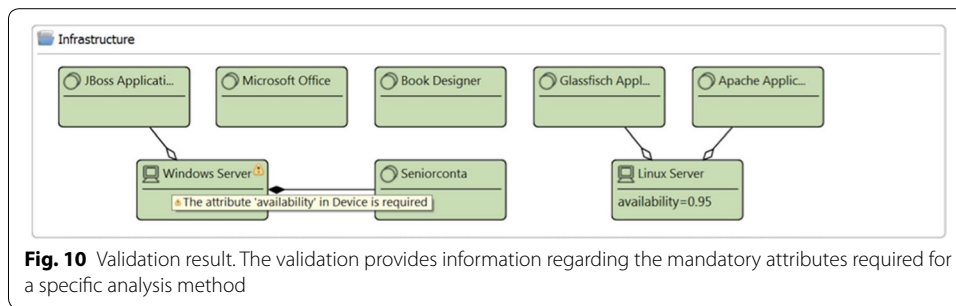 Infrastructure
JBoss Applicati...
Microsoft Office
Book Designer
Glassfisch Appl...
Apache Applic...
Windows Server
Seniorconta
Linux Server
The attribute 'availability' in Device is required
availability=0.95
Fig. 10 Validation result. The validation provides information regarding the mandatory attributes required for
a specific analysis method